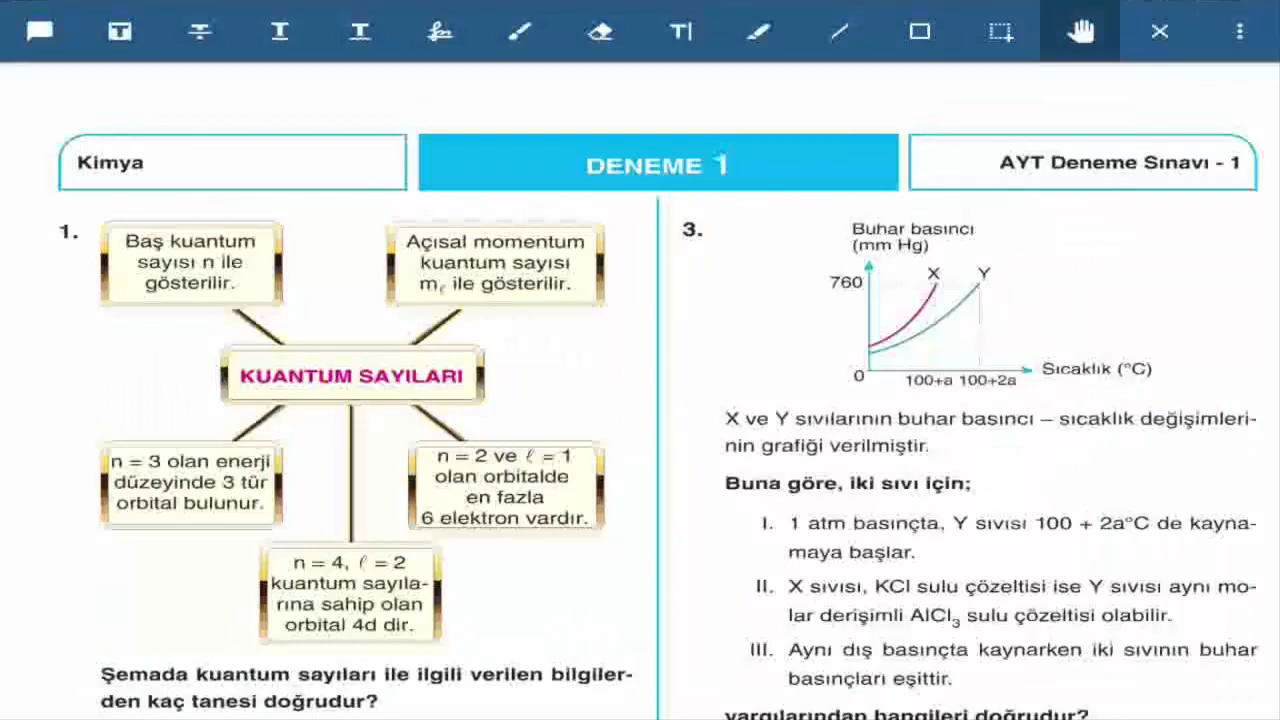 Kimya
DENEME 1
AYT Deneme Sınavı - 1
1.
Baş kuantum
sayısı n ile
gösterilir.
Açısal momentum
kuantum sayısı
mℓ ile gösterilir.
KUANTUM SAYILARI
n = 3 olan enerji
düzeyinde 3 tür
orbital bulunur.
n = 2 ve ℓ = 1
olan orbitalde
en fazla
6 elektron vardır.
n = 4, ℓ = 2
kuantum sayıla-
rına sahip olan
orbital 4d dir.
Şemada kuantum sayıları ile ilgili verilen bilgiler-
den kaç tanesi doğrudur?
3.
Buhar basıncı
(mm Hg)
X
Y
760
0
100+a 100+2a
Sıcaklık (°C)
X ve Y sıvılarının buhar basıncı – sıcaklık değişimleri-
nin grafiği verilmiştir.
Buna göre, iki sıvı için;
I. 1 atm basınçta, Y sıvısı 100 + 2a°C de kayna-
maya başlar.
II. X sıvısı, KCl sulu çözeltisi ise Y sıvısı aynı mo-
lar derişimli AlCl₃ sulu çözeltisi olabilir.
III. Aynı dış basınçta kaynarken iki sıvının buhar
basınçları eşittir.
yargılarından hangileri doğrudur?